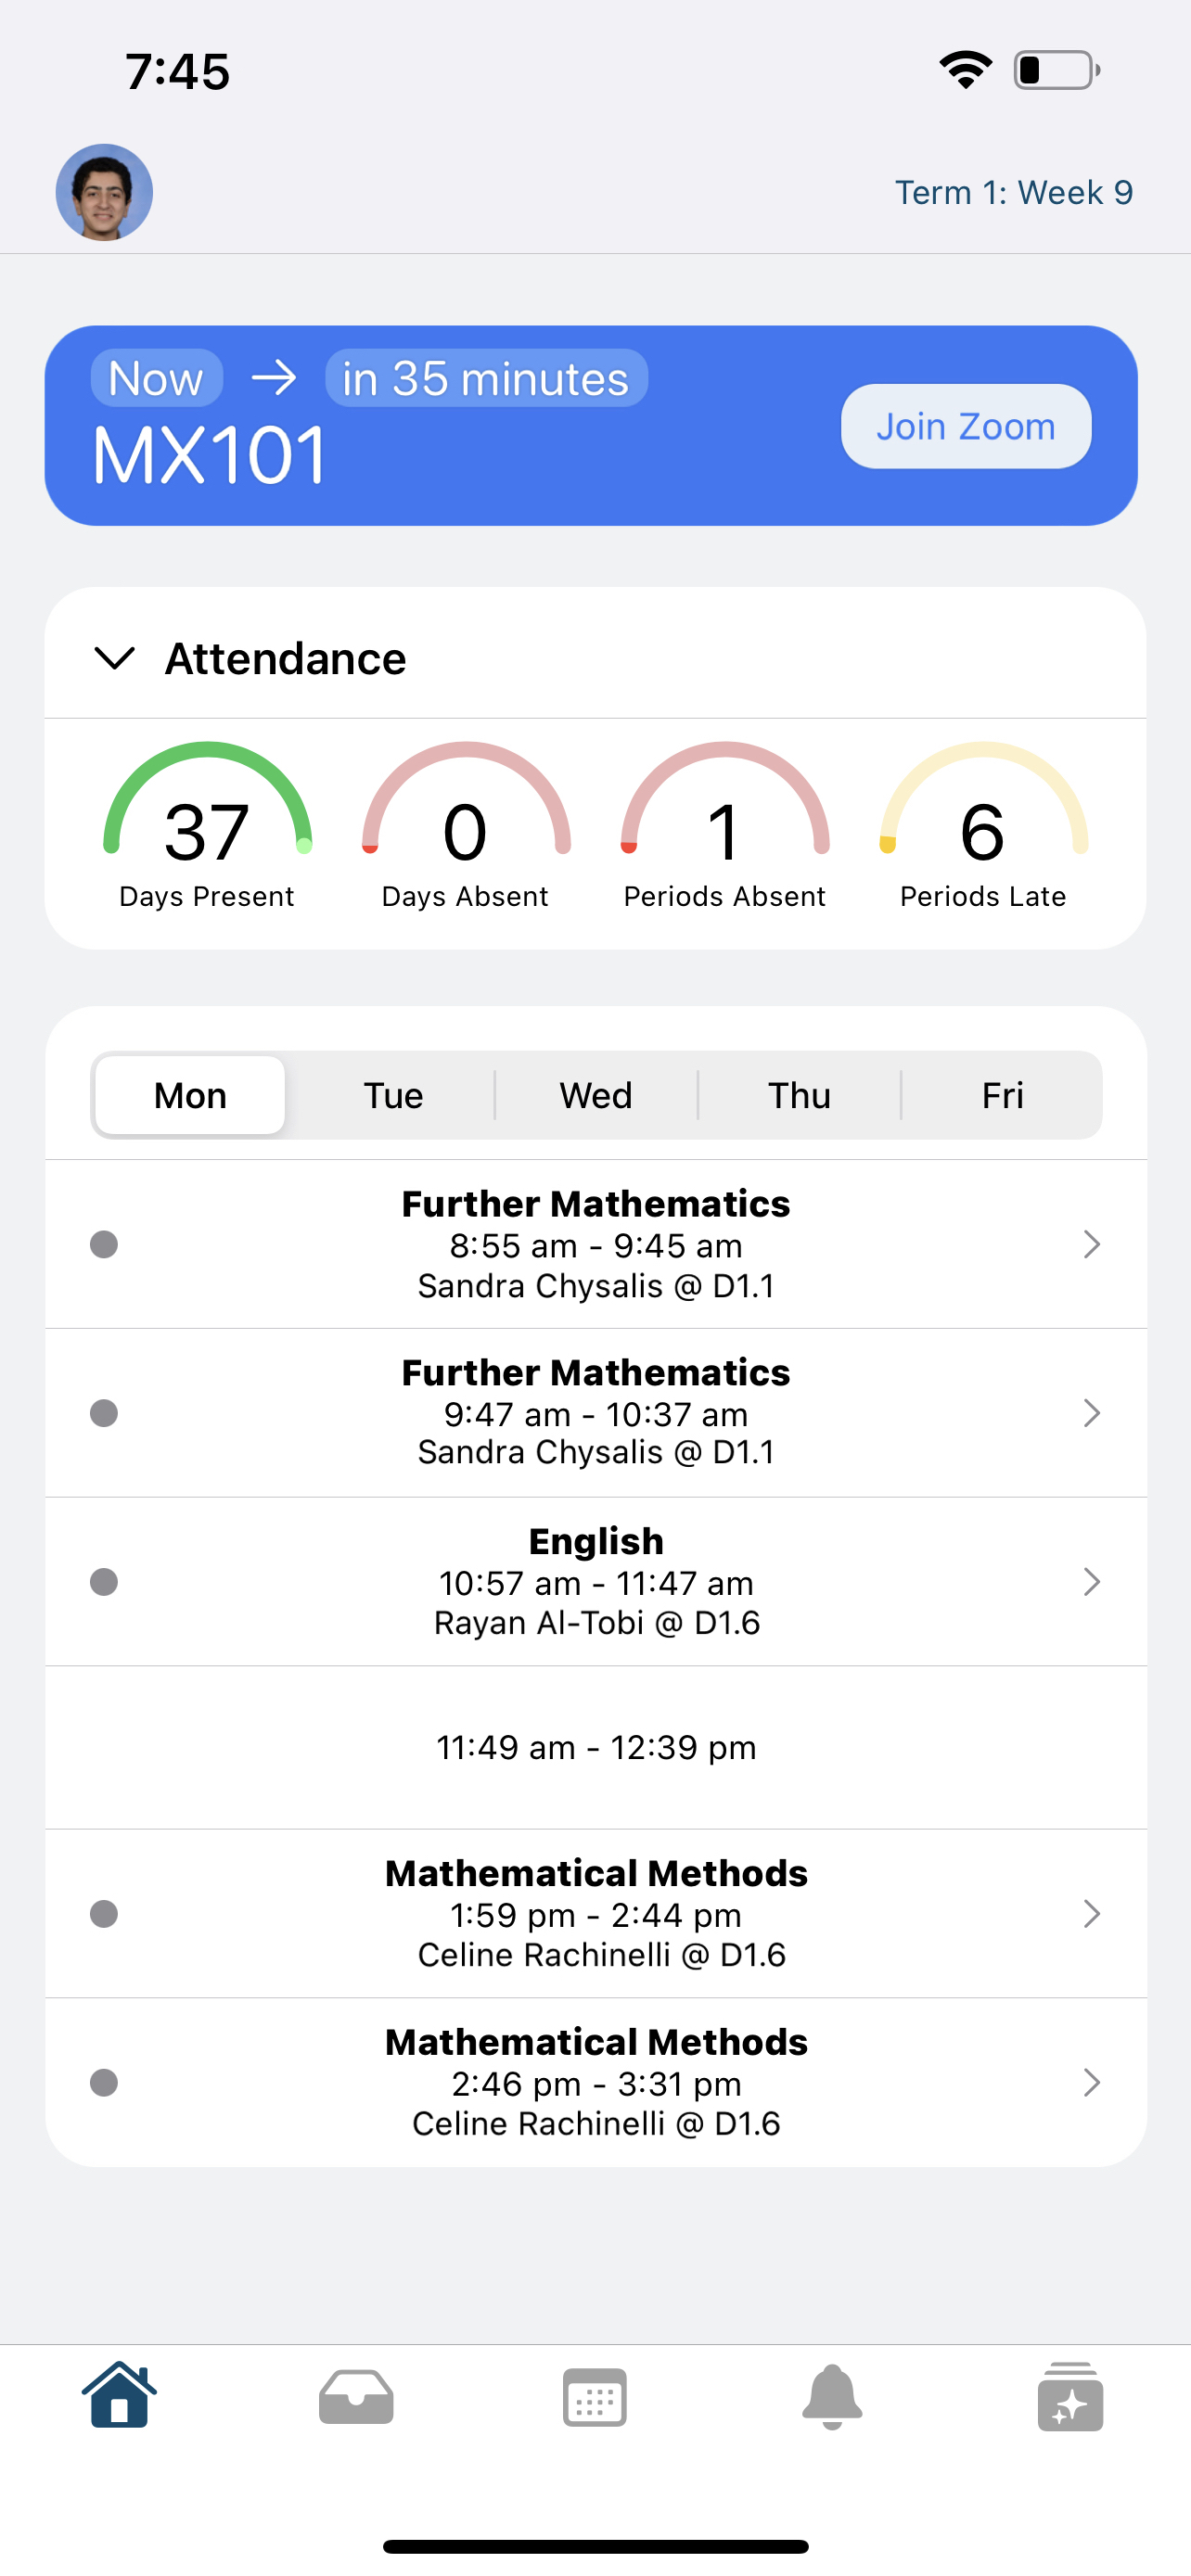 7:45
Term 1: Week 9
Now → in 35 minutes
MX101
Join Zoom
Attendance
37 0 1 6
Days Present Days Absent Periods Absent Periods Late
Mon Tue Wed Thu Fri
Further Mathematics
8:55 am - 9:45 am
Sandra Chysalis @ D1.1
Further Mathematics
9:47 am - 10:37 am
Sandra Chysalis @ D1.1
English
10:57 am - 11:47 am
Rayan Al-Tobi @ D1.6
11:49 am - 12:39 pm
Mathematical Methods
1:59 pm - 2:44 pm
Celine Rachinelli @ D1.6
Mathematical Methods
2:46 pm - 3:31 pm
Celine Rachinelli @ D1.6